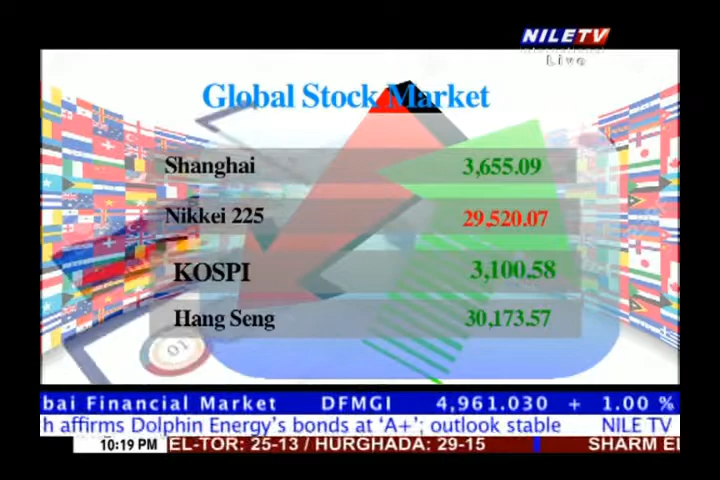 NILE TV
International
Live
Global Stock Market
Shanghai 3,655.09
Nikkei 225 29,520.07
KOSPI 3,100.58
Hang Seng 30,173.57
bai Financial Market DFMGI 4,961.030 + 1.00 %
h affirms Dolphin Energy's bonds at 'A+'; outlook stable NILE TV
10:19 PM EL-TOR: 25-13 / HURGHADA: 29-15 SHARM EL